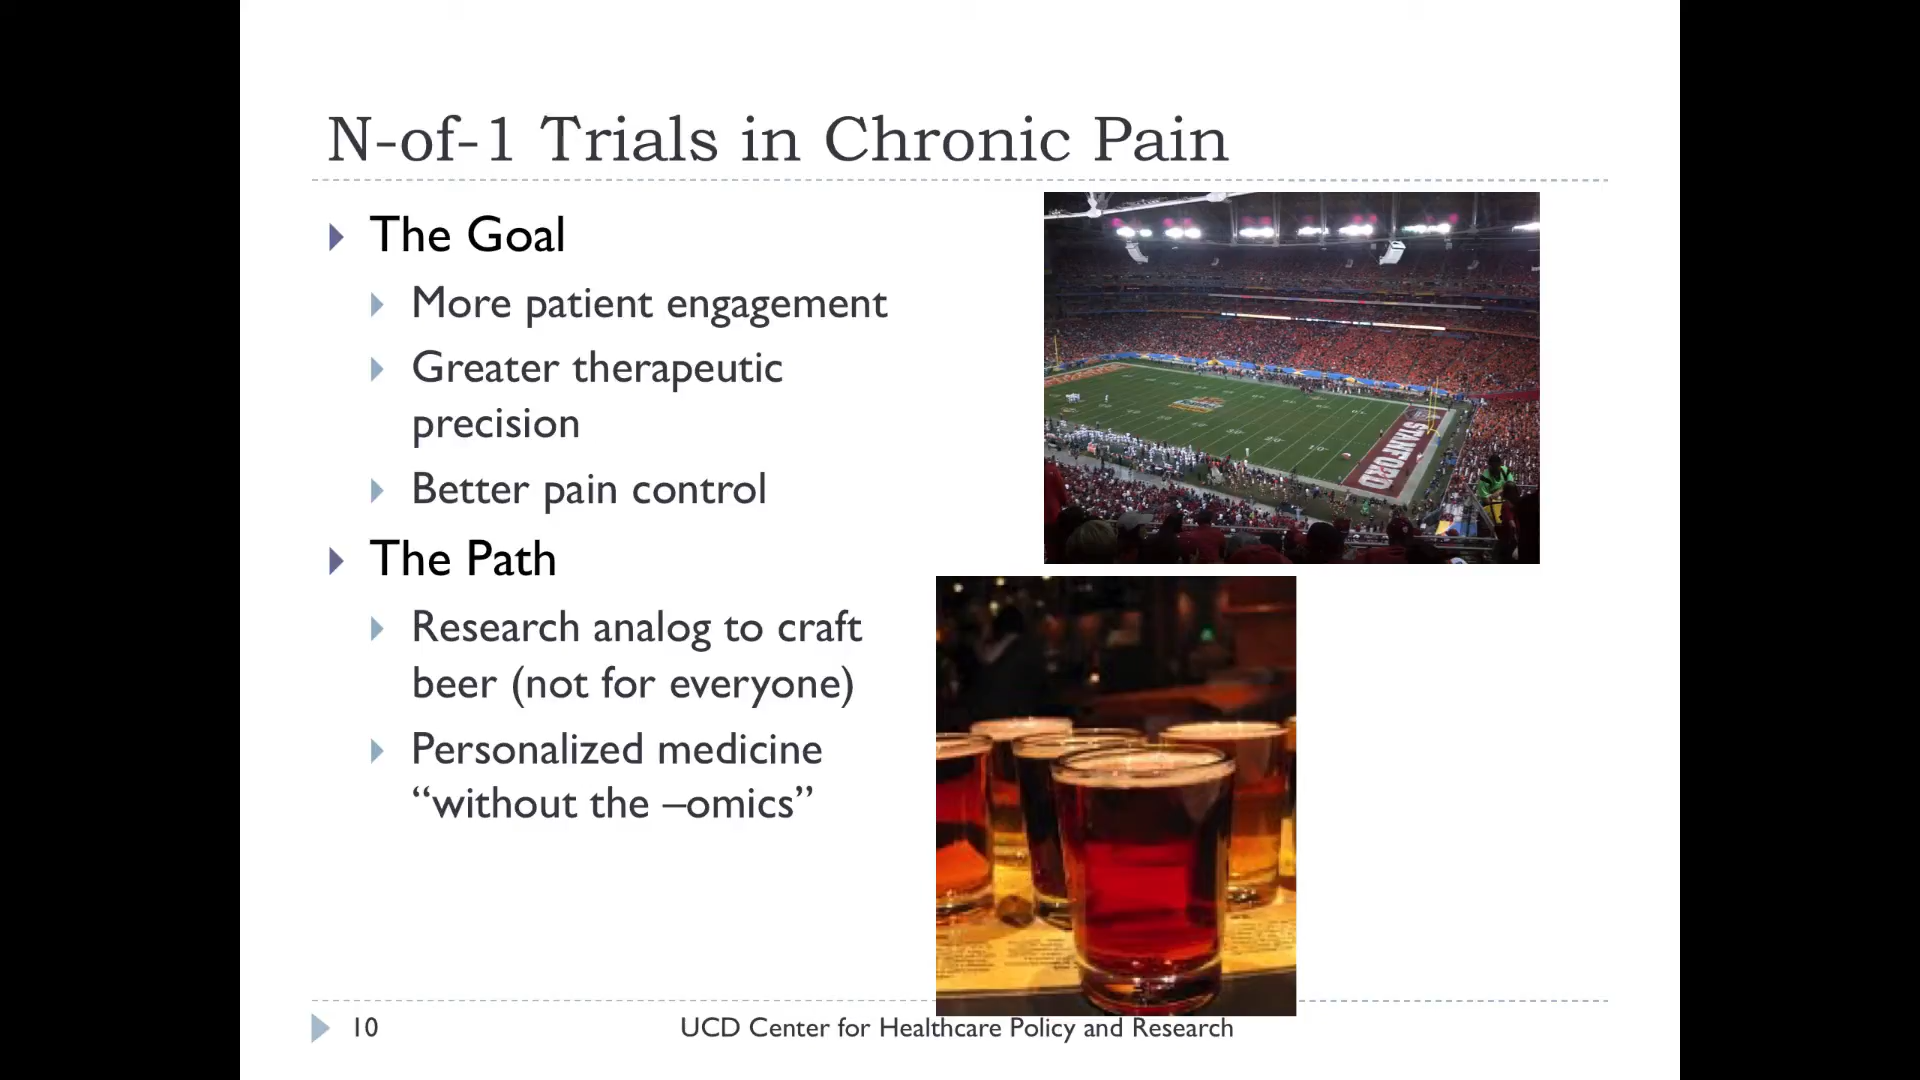 N-of-1 Trials in Chronic Pain
The Goal
More patient engagement
Greater therapeutic
precision
Better pain control
The Path
Research analog to craft
beer (not for everyone)
Personalized medicine
“without the –omics”
STANFORD
10
UCD Center for Healthcare Policy and Research